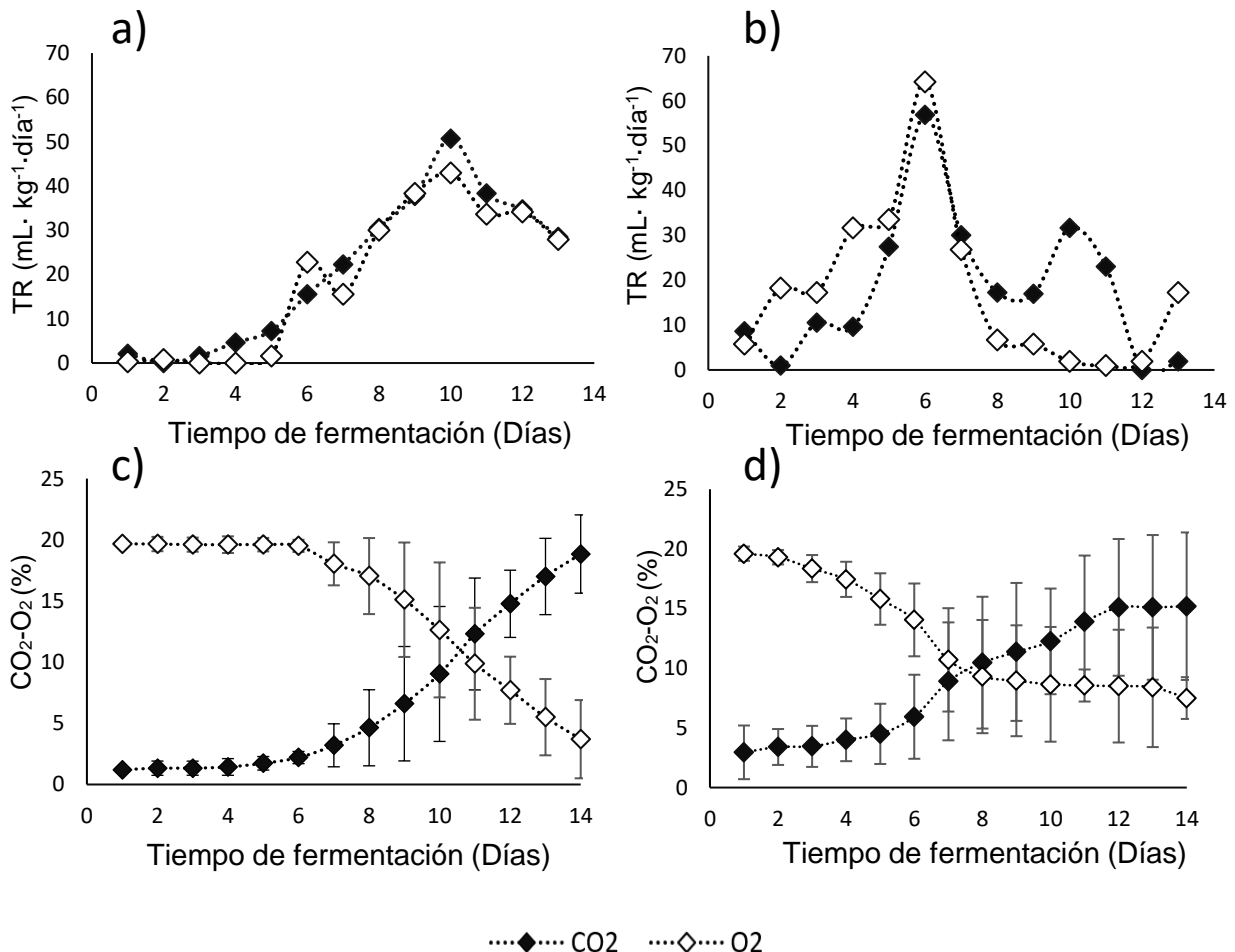 a)
TR (mL· kg⁻¹·día⁻¹)
70
60
50
40
30
20
10
0
0 2 4 6 8 10 12 14
Tiempo de fermentación (Días)
b)
TR (mL· kg⁻¹·día⁻¹)
70
60
50
40
30
20
10
0
0 2 4 6 8 10 12 14
Tiempo de fermentación (Días)
c)
CO₂-O₂ (%)
25
20
15
10
5
0
0 2 4 6 8 10 12 14
Tiempo de fermentación (Días)
d)
CO₂-O₂ (%)
25
20
15
10
5
0
0 2 4 6 8 10 12 14
Tiempo de fermentación (Días)
CO2 O2